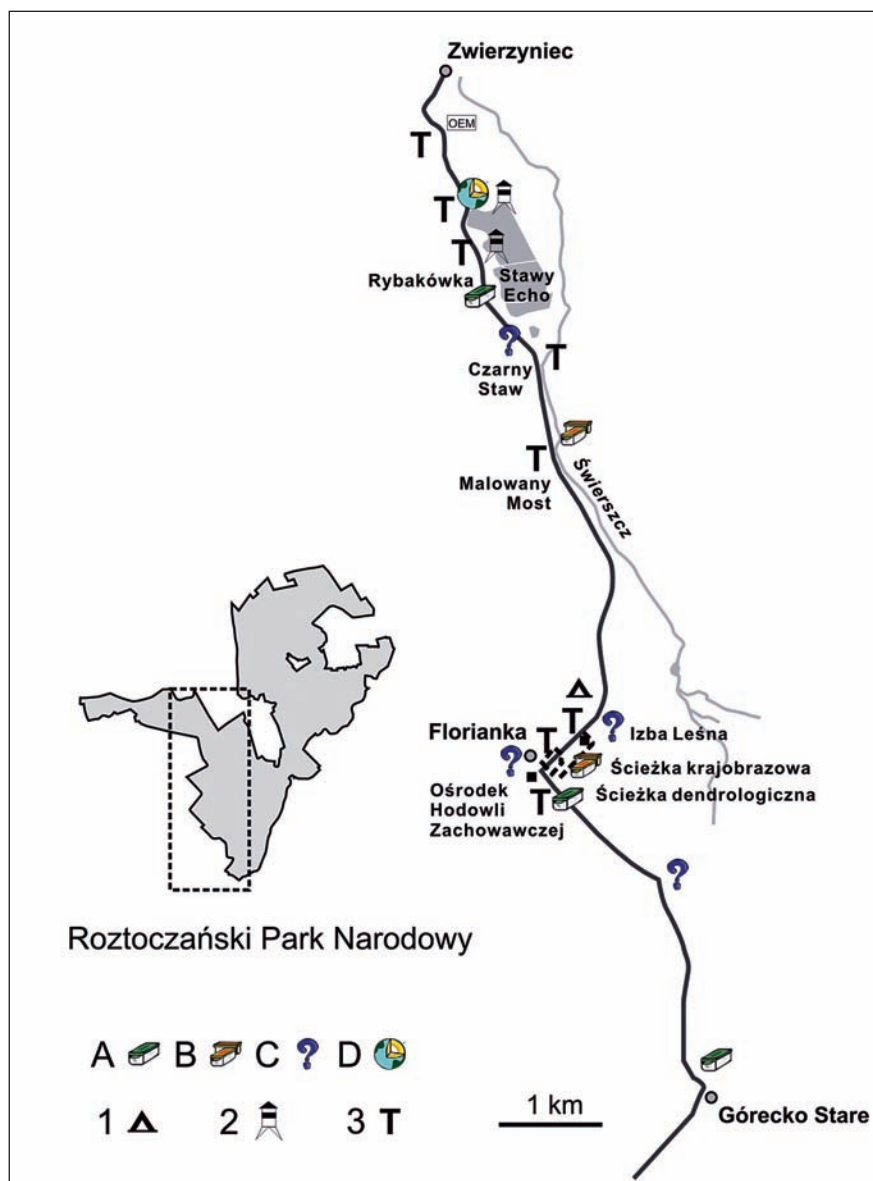 Zwierzyniec
OEM
T
T
T
Rybakówka
Stawy
Echo
?
T
Czarny
Staw
T
Malowany
Most
Świerszcz
T
?
Izba Leśna
Florianka
T
?
Ścieżka krajobrazowa
Ośrodek
Hodowli
Zachowawczej
T
Ścieżka dendrologiczna
?
Roztoczański Park Narodowy
A B C ? D
1 2 3 T
1 km
Górecko Stare